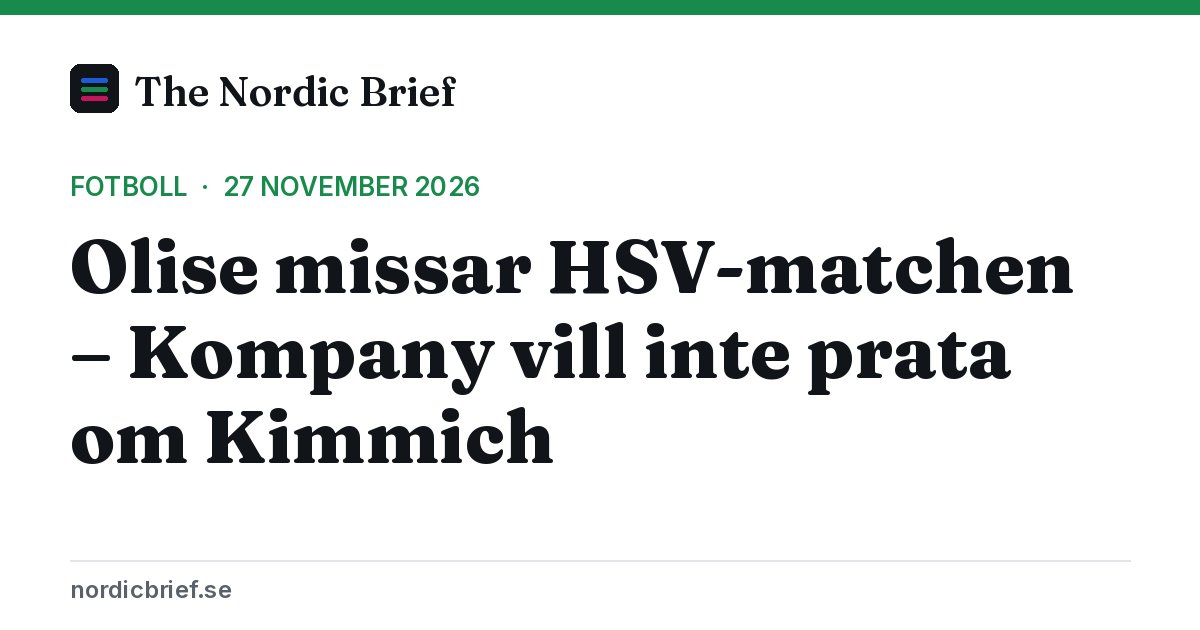 The Nordic Brief
FOTBOLL · 27 NOVEMBER 2026
Olise missar HSV-matchen
– Kompany vill inte prata
om Kimmich
nordicbrief.se